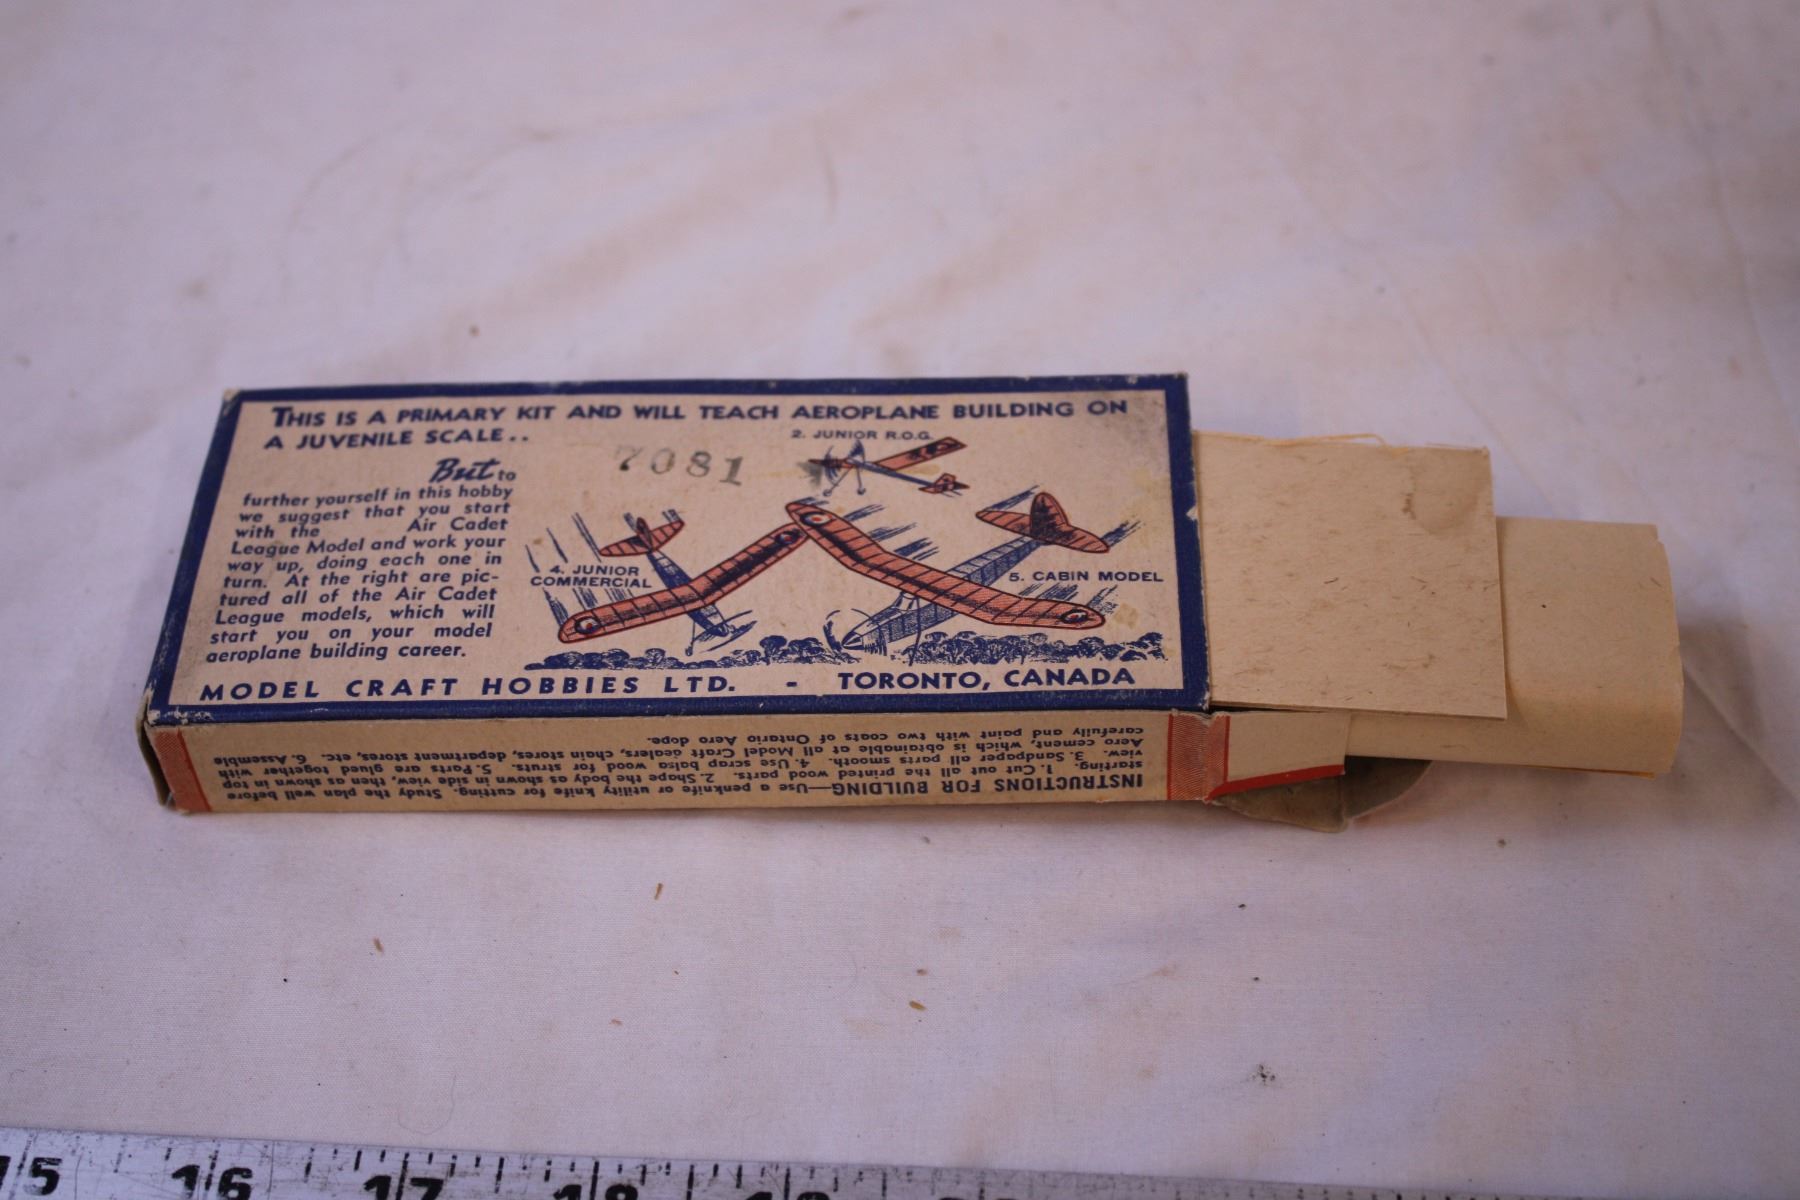 THIS IS A PRIMARY KIT AND WILL TEACH AEROPLANE BUILDING ON
A JUVENILE SCALE..
But to
further yourself in this hobby
we suggest that you start
with the Air Cadet
League Model and work your
way up, doing each one in
turn. At the right are pic-
tured all of the Air Cadet
League models, which will
start you on your model
aeroplane building career.
7081
2. JUNIOR R.O.G.
4. JUNIOR
COMMERCIAL
5. CABIN MODEL
MODEL CRAFT HOBBIES LTD. - TORONTO, CANADA
INSTRUCTIONS FOR BUILDING—Use a penknife or utility knife for cutting. Study the plan well before
starting. 1. Cut out all the printed wood parts. 2. Shape the body as shown in side view, then as shown in top
view. 3. Sandpaper all parts smooth. 4. Use scrap balsa wood for struts. 5. Parts are glued together with
Aero cement, which is obtainable at all Model Craft dealers, chain stores, department stores, etc. 6. Assemble
carefully and paint with two coats of Ontario Aero dope.
15 16 17 18